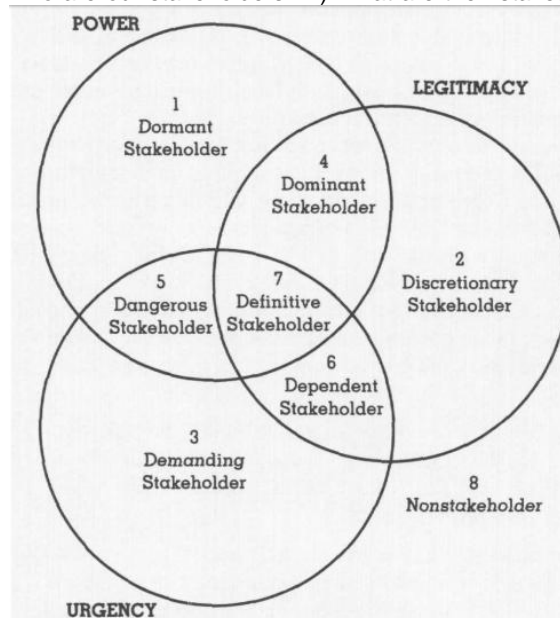 POWER
LEGITIMACY
1
Dormant
Stakeholder
4
Dominant
Stakeholder
2
Discretionary
Stakeholder
5
Dangerous
Stakeholder
7
Definitive
Stakeholder
6
Dependent
Stakeholder
3
Demanding
Stakeholder
8
Nonstakeholder
URGENCY